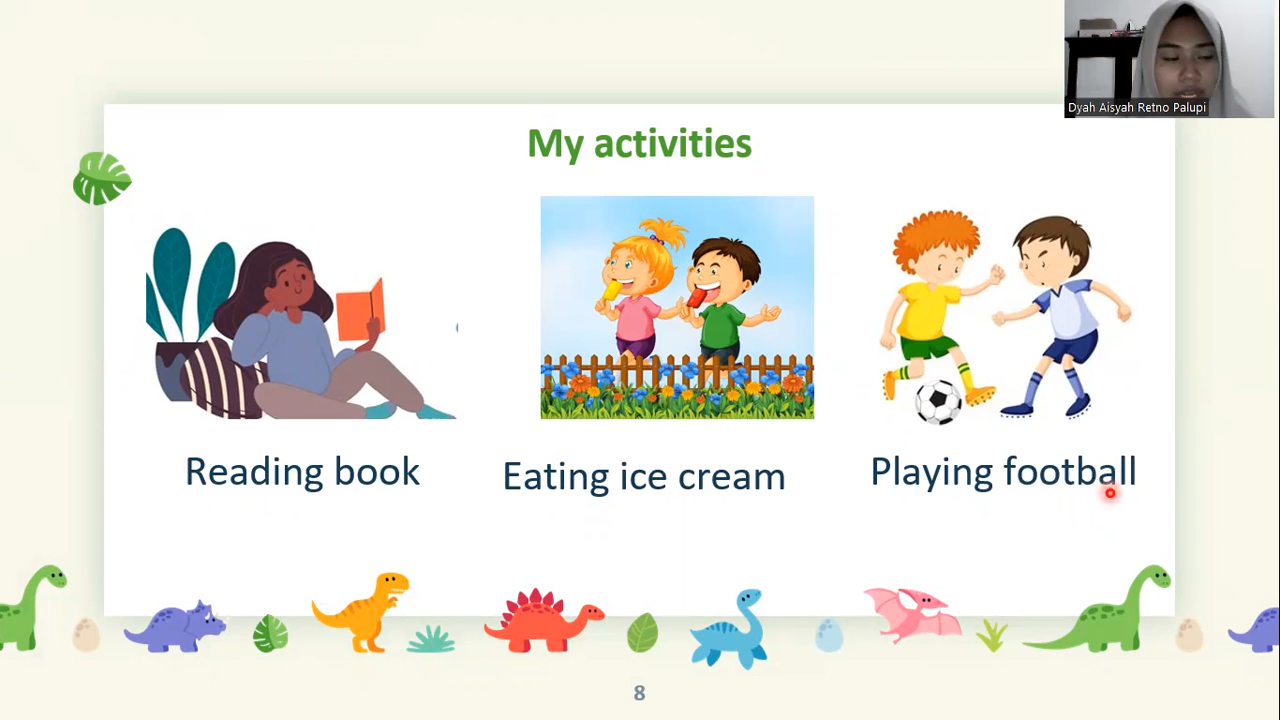 Dyah Aisyah Retno Palupi
My activities
Reading book
Eating ice cream
Playing football
8